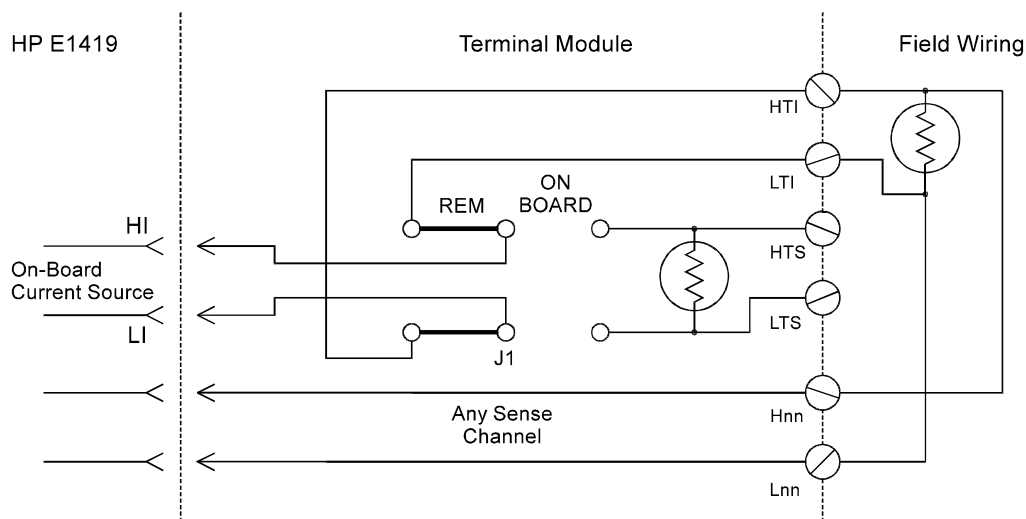 HP E1419
Terminal Module
Field Wiring
HTI
LTI
ON
BOARD
REM
HI
HTS
On-Board
Current Source
LTS
LI
J1
Hnn
Any Sense
Channel
Lnn